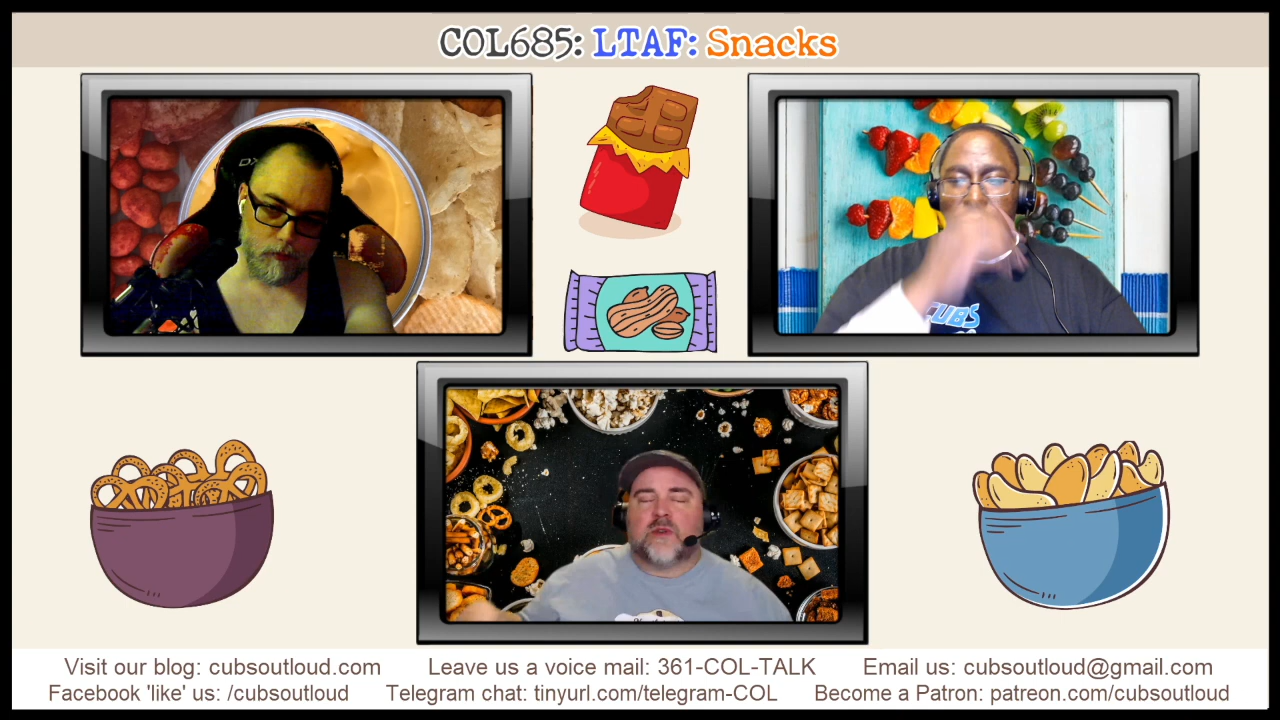 COL685: LTAF: Snacks
CUBS
Visit our blog: cubsoutloud.com Leave us a voice mail: 361-COL-TALK Email us: cubsoutloud@gmail.com
Facebook 'like' us: /cubsoutloud Telegram chat: tinyurl.com/telegram-COL Become a Patron: patreon.com/cubsoutloud